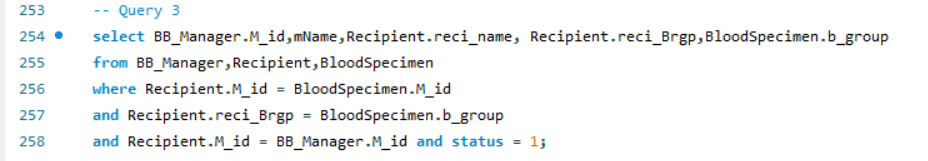 253 -- Query 3
254 select BB_Manager.M_id,mName,Recipient.reci_name, Recipient.reci_Brgp,BloodSpecimen.b_group
255 from BB_Manager,Recipient,BloodSpecimen
256 where Recipient.M_id = BloodSpecimen.M_id
257 and Recipient.reci_Brgp = BloodSpecimen.b_group
258 and Recipient.M_id = BB_Manager.M_id and status = 1;